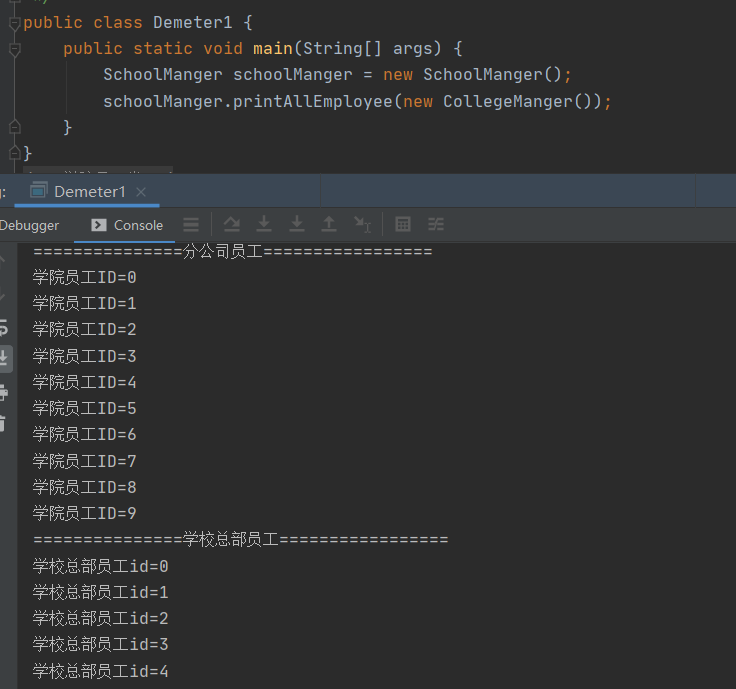 public class Demeter1 {
public static void main(String[] args) {
SchoolManger schoolManger = new SchoolManger();
schoolManger.printAllEmployee(new CollegeManger());
}
}
Demeter1
Debugger Console
===============分公司员工=================
学院员工ID=0
学院员工ID=1
学院员工ID=2
学院员工ID=3
学院员工ID=4
学院员工ID=5
学院员工ID=6
学院员工ID=7
学院员工ID=8
学院员工ID=9
===============学校总部员工=================
学校总部员工id=0
学校总部员工id=1
学校总部员工id=2
学校总部员工id=3
学校总部员工id=4